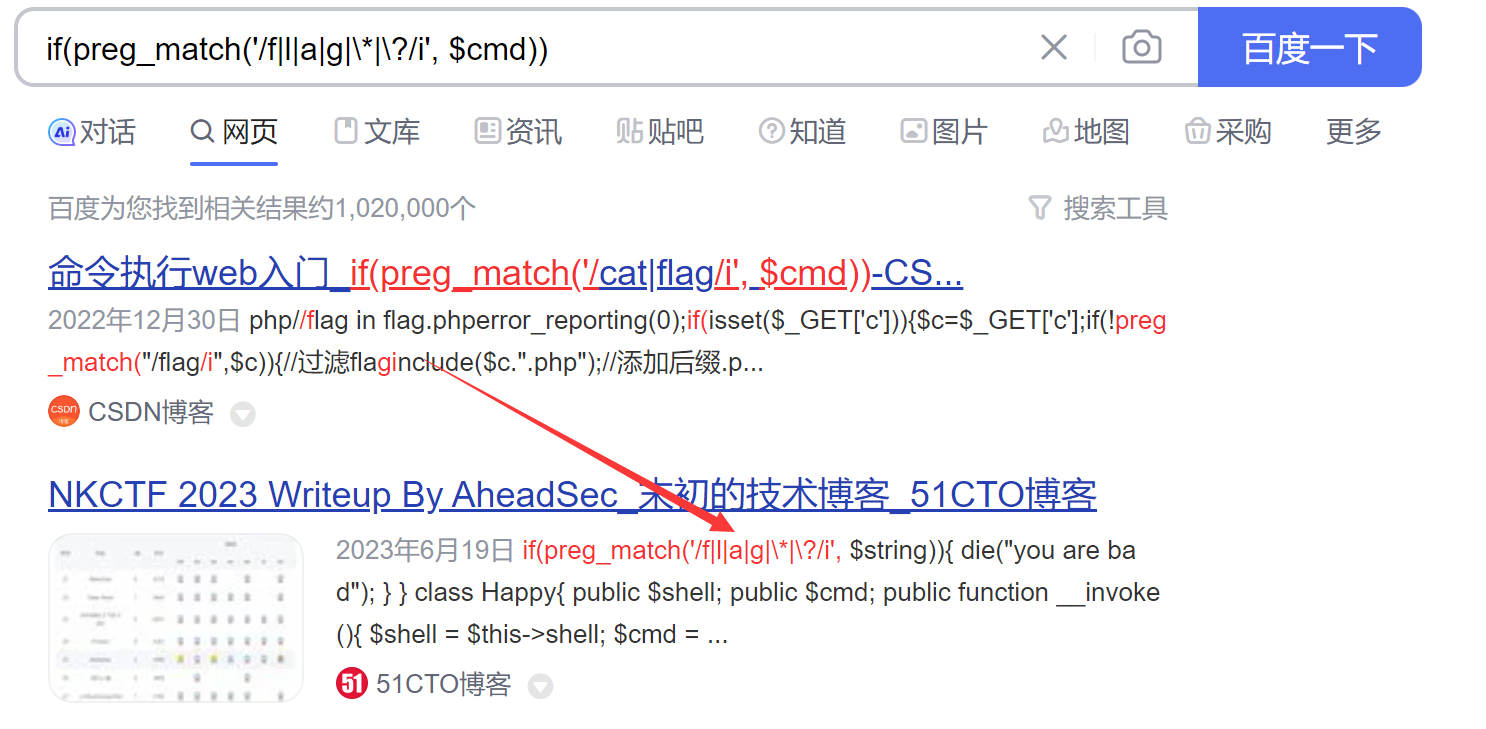 if(preg_match('/f|l|a|g|\*|\?/i', $cmd))
百度一下
Ai 对话 网页 文库 资讯 贴 贴吧 知道 图片 地图 采购 更多
百度为您找到相关结果约1,020,000个 搜索工具
命令执行web入门_if(preg_match('/cat|flag/i', $cmd))-CS...
2022年12月30日 php//flag in flag.phperror_reporting(0);if(isset($_GET['c'])){$c=$_GET['c'];if(!preg
_match("/flag/i",$c)){//过滤flaginclude($c.".php");//添加后缀.p...
CSDN CSDN博客
NKCTF 2023 Writeup By AheadSec_末初的技术博客_51CTO博客
2023年6月19日 if(preg_match('/f|l|a|g|\*|\?/i', $string)){ die("you are ba
d"); } } class Happy{ public $shell; public $cmd; public function __invoke
(){ $shell = $this->shell; $cmd = ...
51 51CTO博客